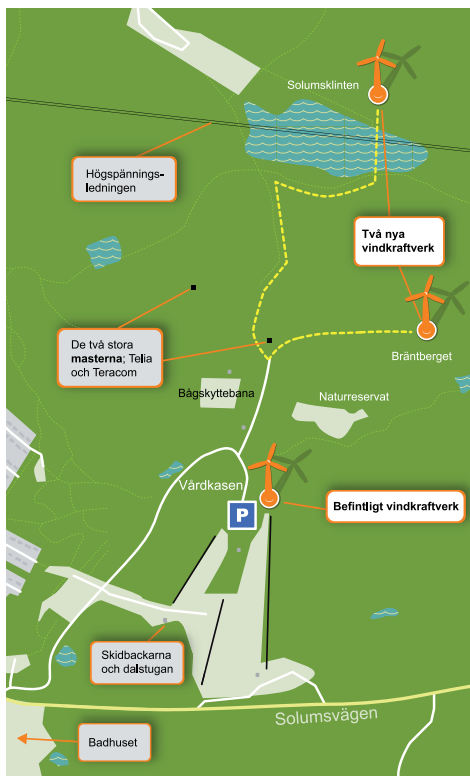 Solumsklinten
Högspännings-
ledningen
Två nya
vindkraftverk
De två stora
masterna; Telia
och Teracom
Bräntberget
Bågskyttebana
Naturreservat
Vårdkasen
P
Befintligt vindkraftverk
Skidbackarna
och dalstugan
Solumsvägen
Badhuset